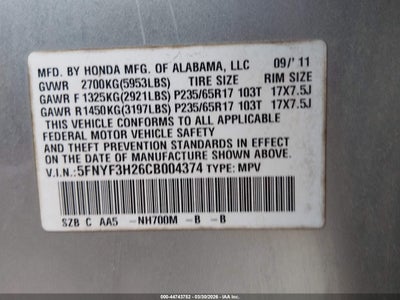 MFD. BY HONDA MFG. OF ALABAMA, LLC 09/'11
GVWR 2700KG(5953LBS) TIRE SIZE RIM SIZE
GAWR F 1325KG(2921LBS) P235/65R17 103T 17X7.5J
GAWR R1450KG(3197LBS) P235/65R17 103T 17X7.5J
THIS VEHICLE CONFORMS TO ALL APPLICABLE
FEDERAL MOTOR VEHICLE SAFETY
AND THEFT PREVENTION STANDARDS IN EFFECT
ON THE DATE OF MANUFACTURE SHOWN ABOVE.
V.I.N.: 5FNYF3H26CB004374 TYPE: MPV
SZB C AA5 -NH700M -B -B
000-44743752 - 03/30/2026 - IAA Inc.